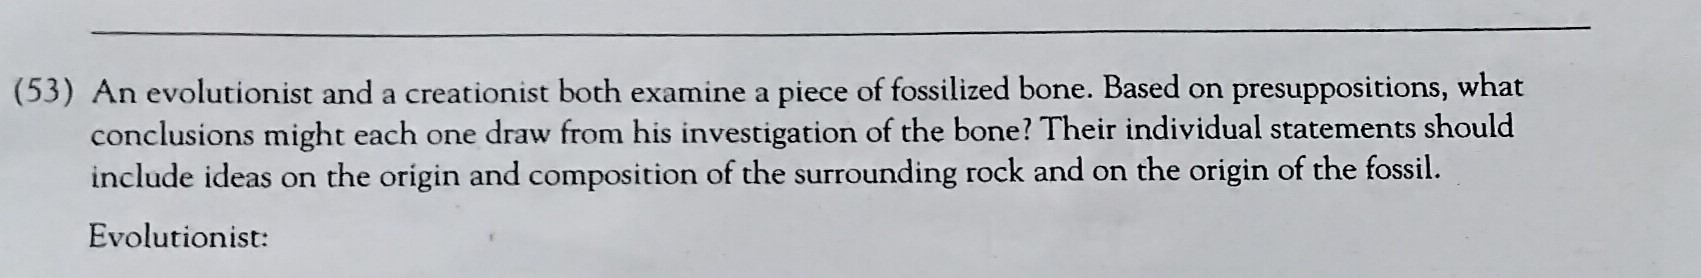 (53) An evolutionist and a creationist both examine a piece of fossilized bone. Based on presuppositions, what
conclusions might each one draw from his investigation of the bone? Their individual statements should
include ideas on the origin and composition of the surrounding rock and on the origin of the fossil.
Evolutionist: